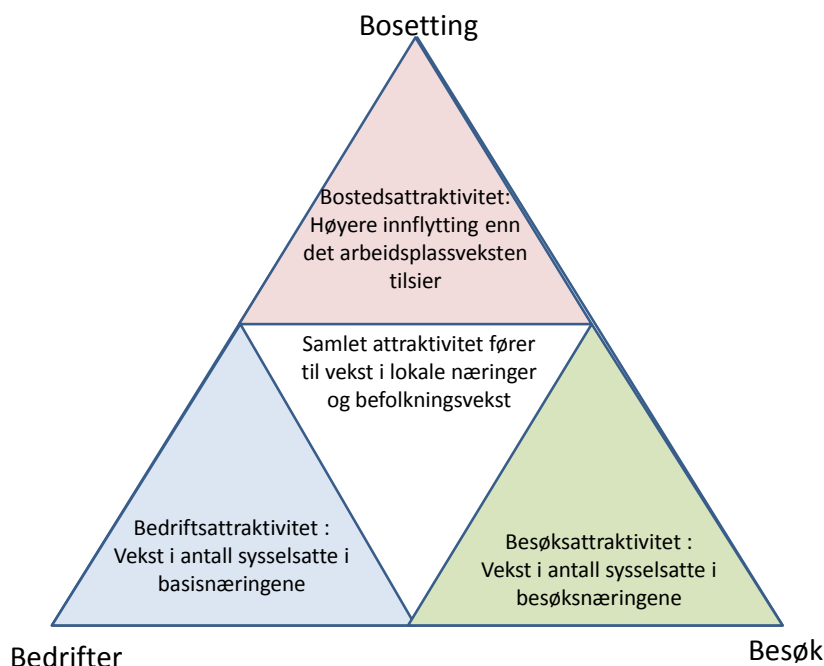 Bosetting
Bostedsattraktivitet:
Høyere innflytting enn
det arbeidsplassveksten
tilsier
Samlet attraktivitet fører
til vekst i lokale næringer
og befolkningsvekst
Bedriftsattraktivitet :
Vekst i antall sysselsatte i
basisnæringene
Besøksattraktivitet :
Vekst i antall sysselsatte i
besøksnæringene
Bedrifter
Besøk